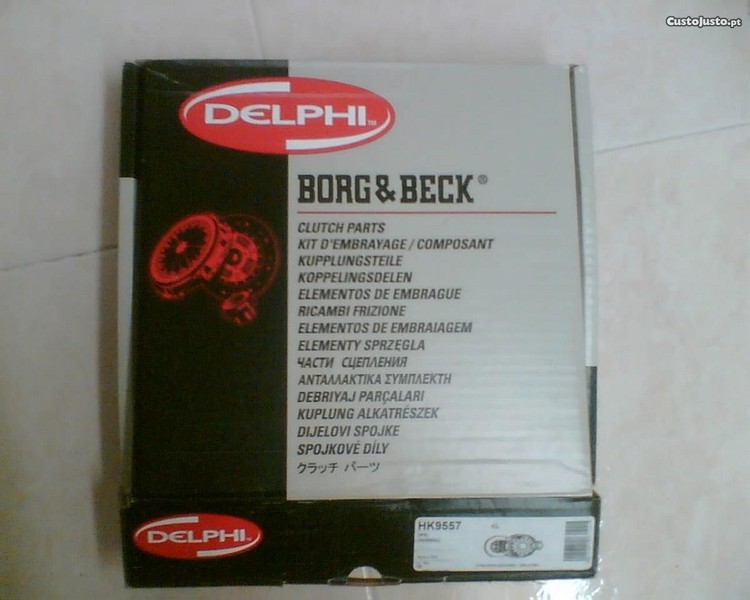 CustoJusto.pt
DELPHI™
BORG & BECK®
CLUTCH PARTS
KIT D'EMBRAYAGE / COMPOSANT
KUPPLUNGSTEILE
KOPPELINGSDELEN
ELEMENTOS DE EMBRAGUE
RICAMBI FRIZIONE
ELEMENTOS DE EMBRAIAGEM
ELEMENTY SPRZĘGLA
ЧАСТИ СЦЕПЛЕНИЯ
ΑΝΤΑΛΛΑΚΤΙΚΑ ΣΥΜΠΛΕΚΤΗ
DEBRIYAJ PARÇALARI
KUPLUNG ALKATRÉSZEK
DIJELOVI SPOJKE
SPOJKOVÉ DÍLY
クラッチ パーツ
HK9557
DELPHI